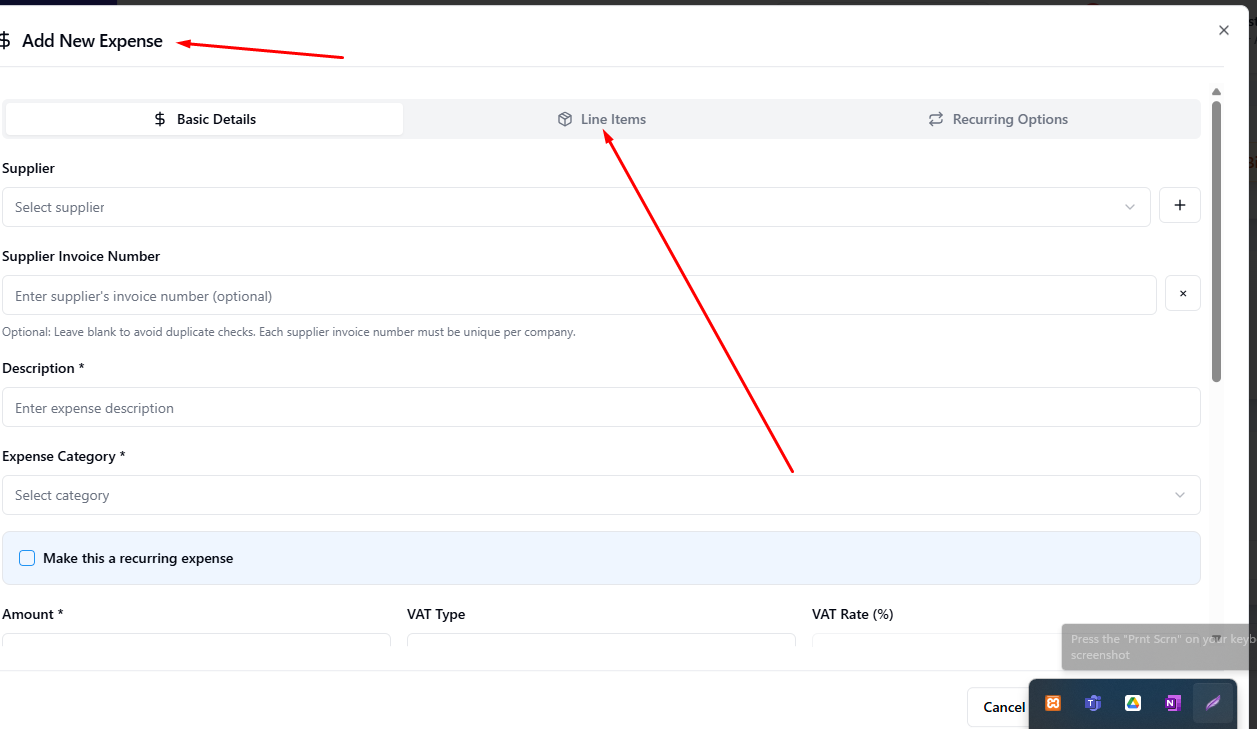 $ Add New Expense
$ Basic Details
Line Items
Recurring Options
Supplier
Select supplier
+
Supplier Invoice Number
Enter supplier's invoice number (optional)
×
Optional: Leave blank to avoid duplicate checks. Each supplier invoice number must be unique per company.
Description *
Enter expense description
Expense Category *
Select category
Make this a recurring expense
Amount *
VAT Type
VAT Rate (%)
Press the "Prnt Scrn" on your keyb
screenshot
Cancel